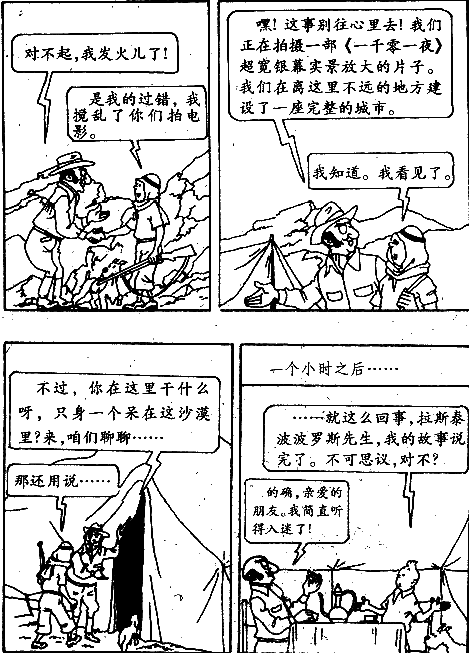 对不起，我发火儿了！
是我的过错，我
搅乱了你们拍电
影。
嘿！这事别往心里去！我们
正在拍摄一部《一千零一夜》
超宽银幕实景放大的片子。
我们在离这里不远的地方建
设了一座完整的城市。
我知道。我看见了。
不过，你在这里干什么
呀，只身一个呆在这沙漠
里？来，咱们聊聊……
那还用说……
一个小时之后……
……就这么回事，拉斯泰
波波罗斯先生，我的故事说
完了。不可思议，对不？
的确，亲爱的
朋友。我简直听
得入迷了！